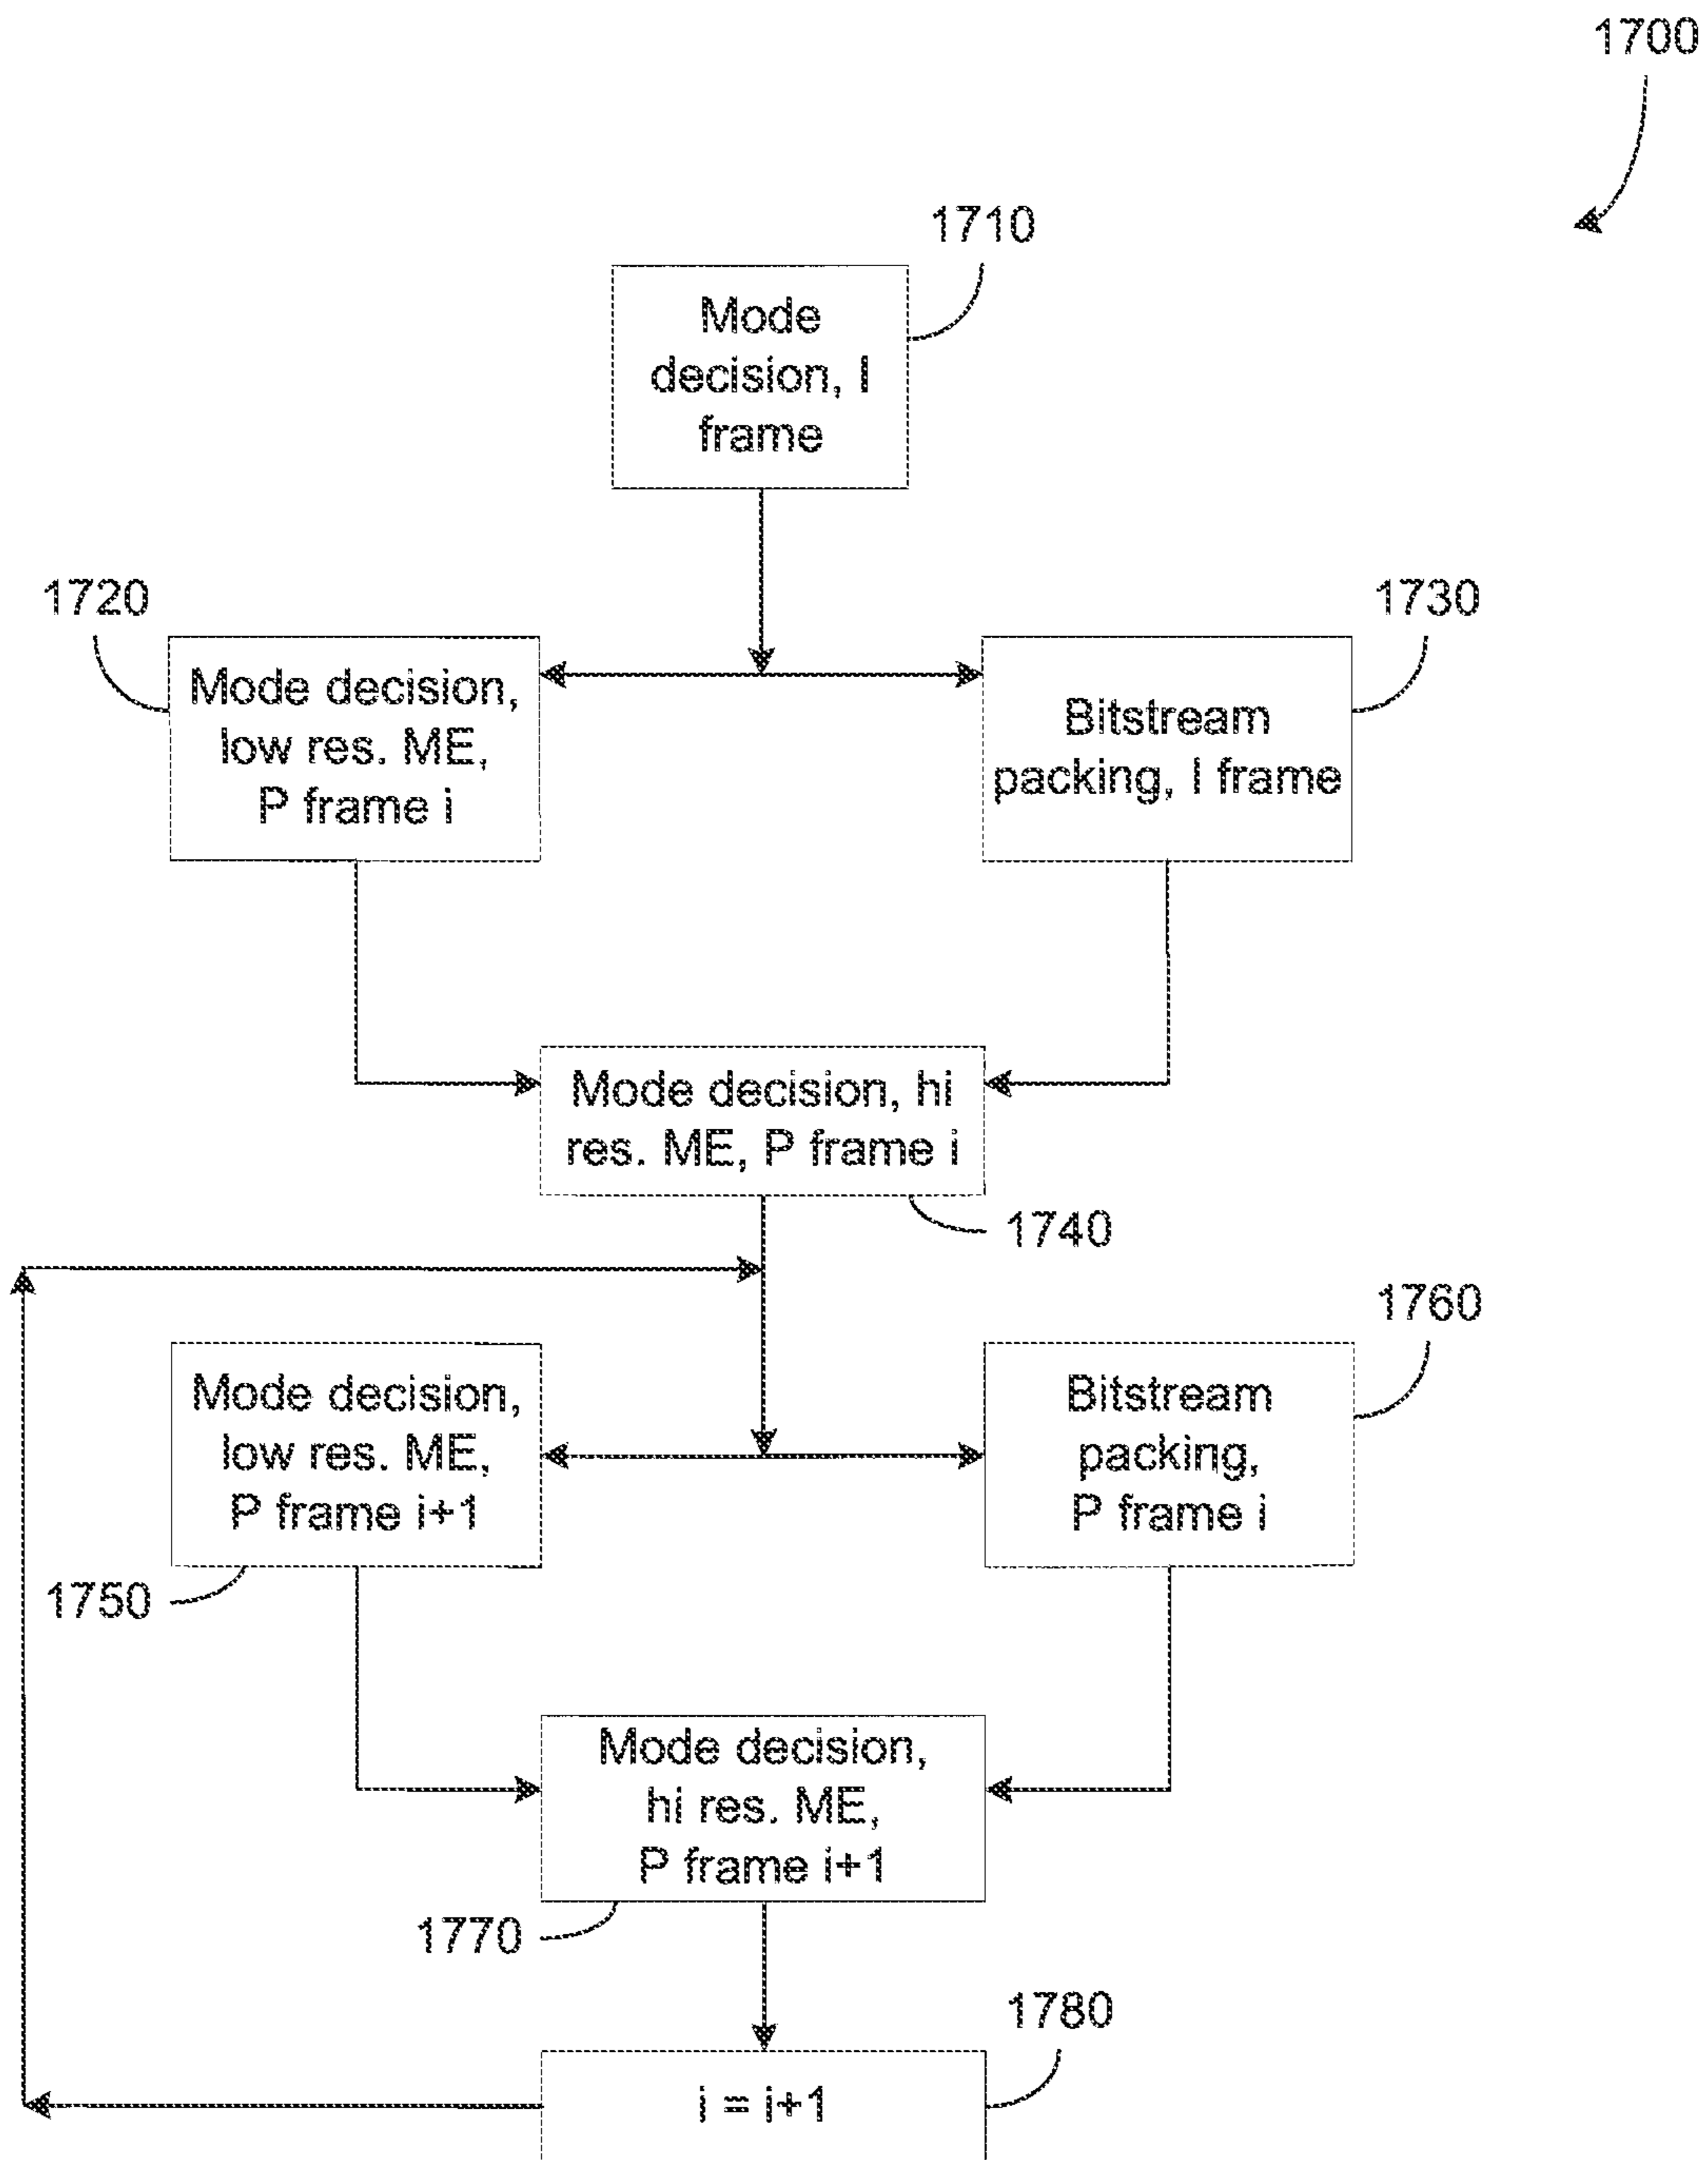 1700
1710
Mode
decision, I
frame
1720
1730
Mode decision,
low res. ME,
P frame i
Bitstream
packing, I frame
Mode decision, hi
res. ME, P frame i
1740
1760
Mode decision,
low res. ME,
P frame i+1
Bitstream
packing,
P frame i
1750
Mode decision,
hi res. ME,
P frame i+1
1770
1780
i = i+1